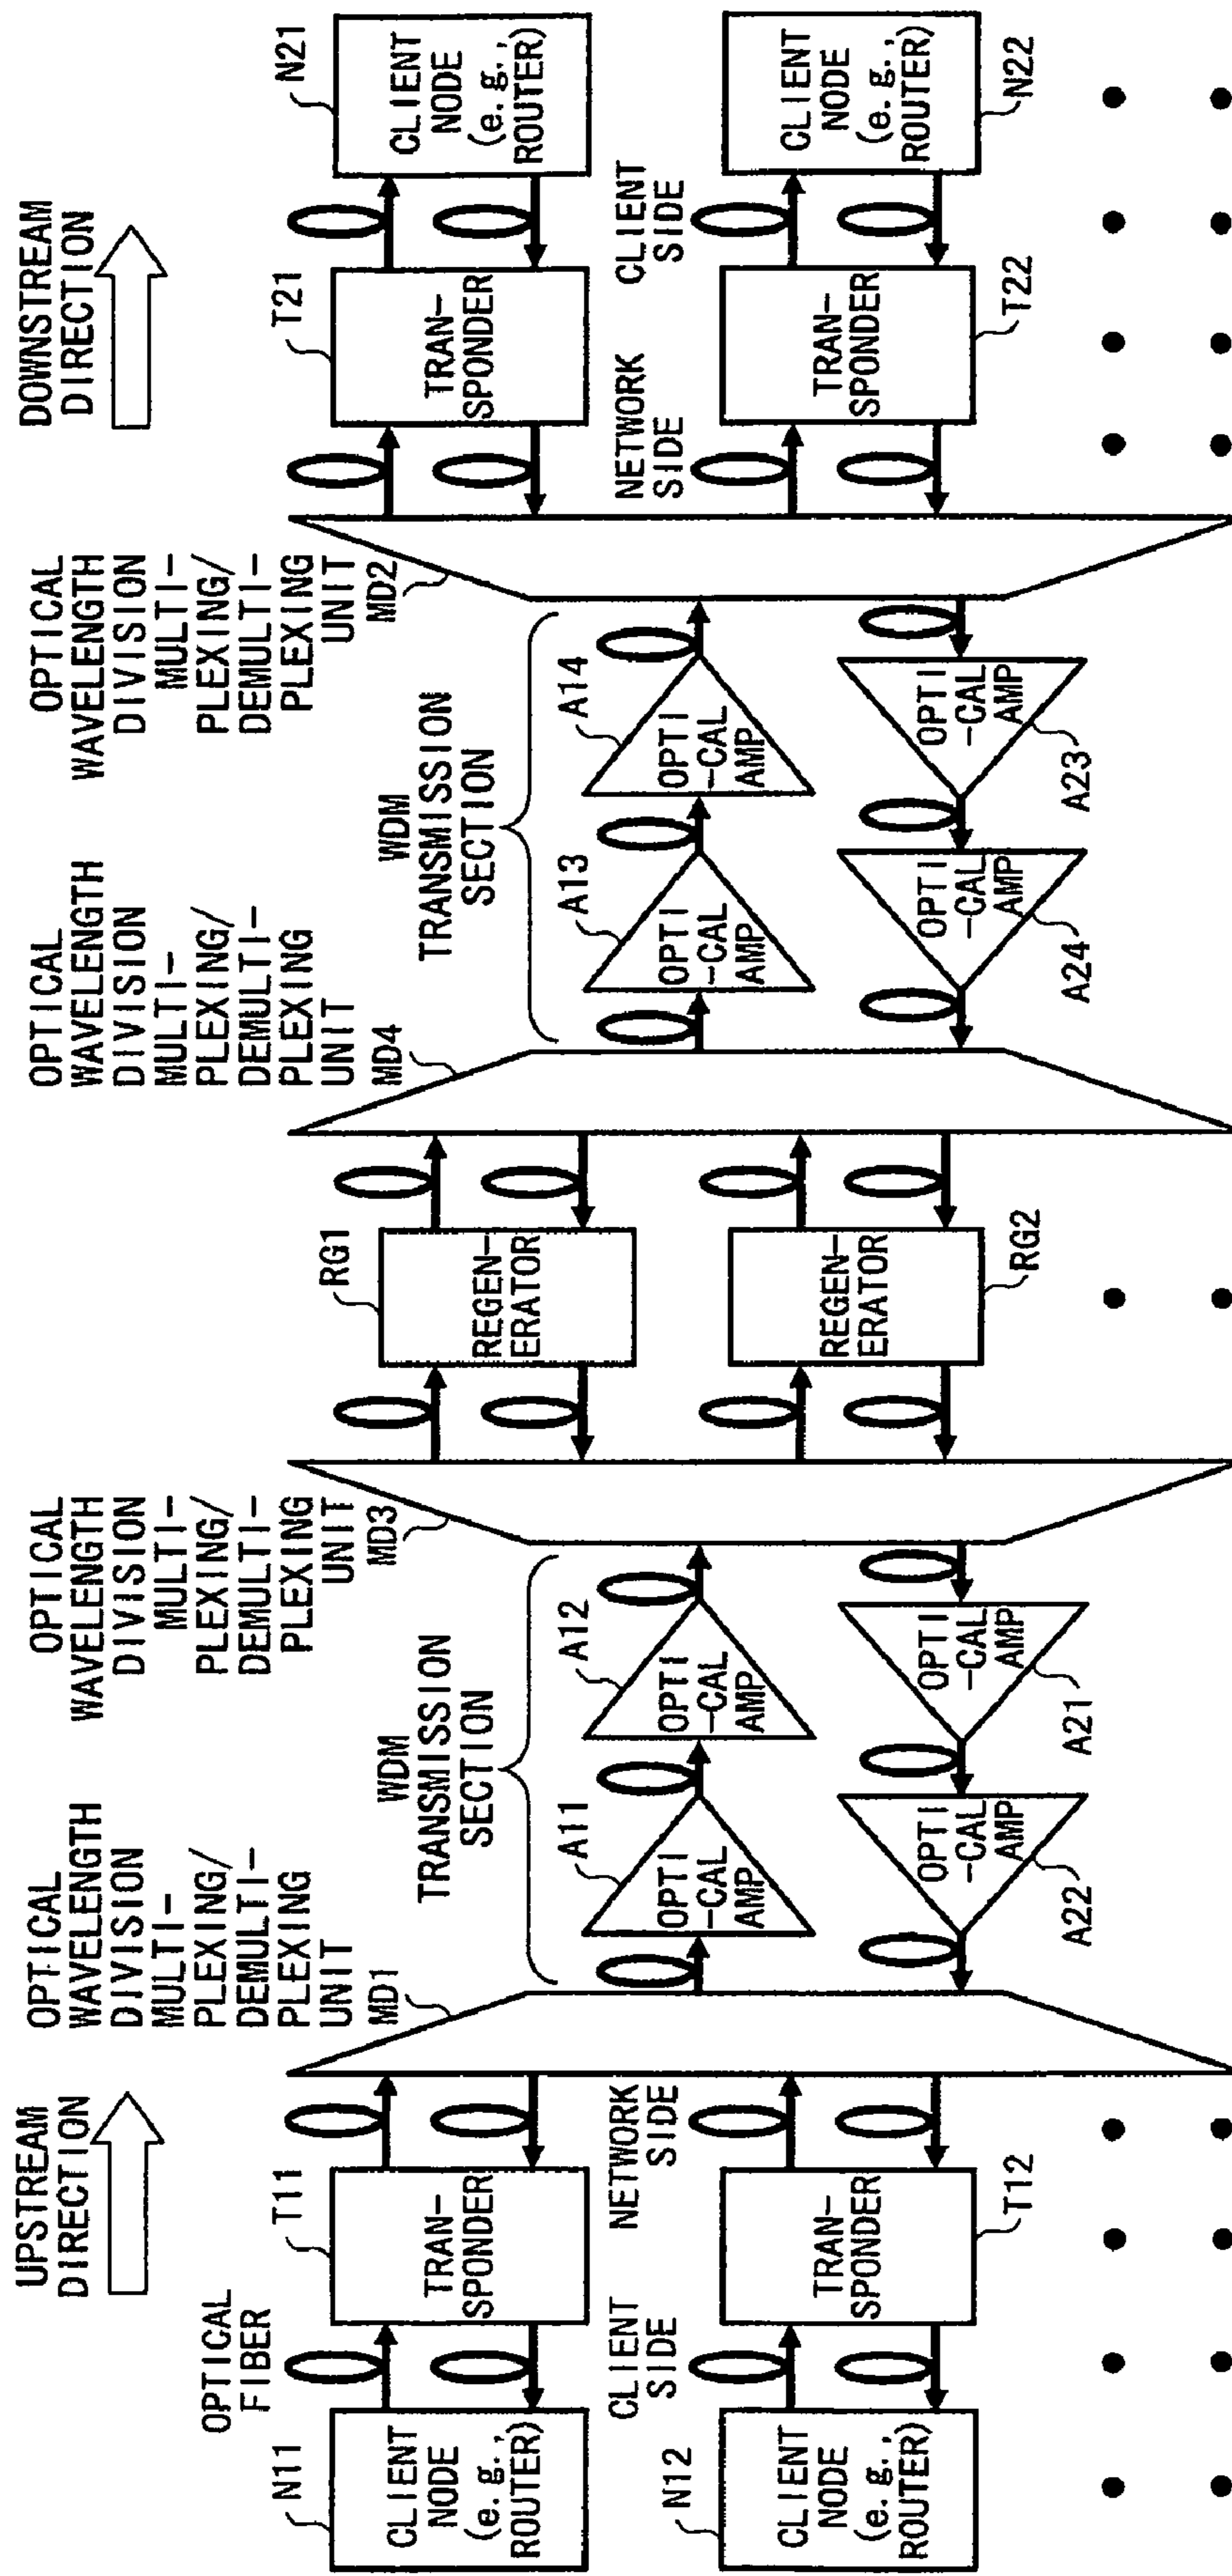 UPSTREAM
DIRECTION
DOWNSTREAM
DIRECTION
OPTICAL
FIBER
OPTICAL
WAVELENGTH
DIVISION
MULTI-
PLEXING/
DEMULTI-
PLEXING
UNIT
MD1
OPTICAL
WAVELENGTH
DIVISION
MULTI-
PLEXING/
DEMULTI-
PLEXING
UNIT
MD3
OPTICAL
WAVELENGTH
DIVISION
MULTI-
PLEXING/
DEMULTI-
PLEXING
UNIT
MD4
OPTICAL
WAVELENGTH
DIVISION
MULTI-
PLEXING/
DEMULTI-
PLEXING
UNIT
MD2
N11
CLIENT
NODE
(e.g.,
ROUTER)
T11
TRAN-
SPONDER
WDM
TRANSMISSION
SECTION
A11
OPTI
-CAL
AMP
A12
OPTI
-CAL
AMP
RG1
REGEN-
ERATOR
WDM
TRANSMISSION
SECTION
A13
OPTI
-CAL
AMP
A14
OPTI
-CAL
AMP
T21
TRAN-
SPONDER
N21
CLIENT
NODE
(e.g.,
ROUTER)
CLIENT
SIDE
NETWORK
SIDE
NETWORK
SIDE
CLIENT
SIDE
N12
CLIENT
NODE
(e.g.,
ROUTER)
TRAN-
SPONDER
T12
OPTI
-CAL
AMP
A22
OPTI
-CAL
AMP
A21
REGEN-
ERATOR
RG2
OPTI
-CAL
AMP
A24
OPTI
-CAL
AMP
A23
TRAN-
SPONDER
T22
CLIENT
NODE
(e.g.,
ROUTER)
N22